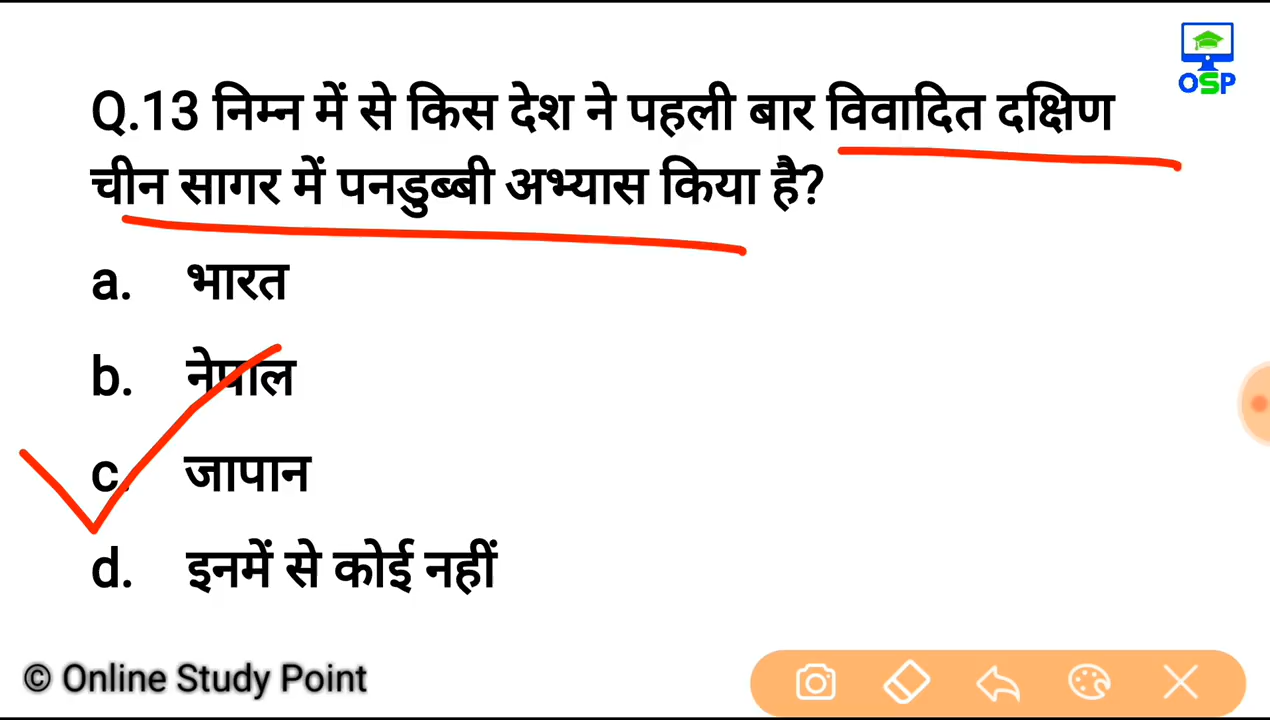 OSP
Q.13 निम्न में से किस देश ने पहली बार विवादित दक्षिण
चीन सागर में पनडुब्बी अभ्यास किया है?
a. भारत
b. नेपाल
c. जापान
d. इनमें से कोई नहीं
© Online Study Point